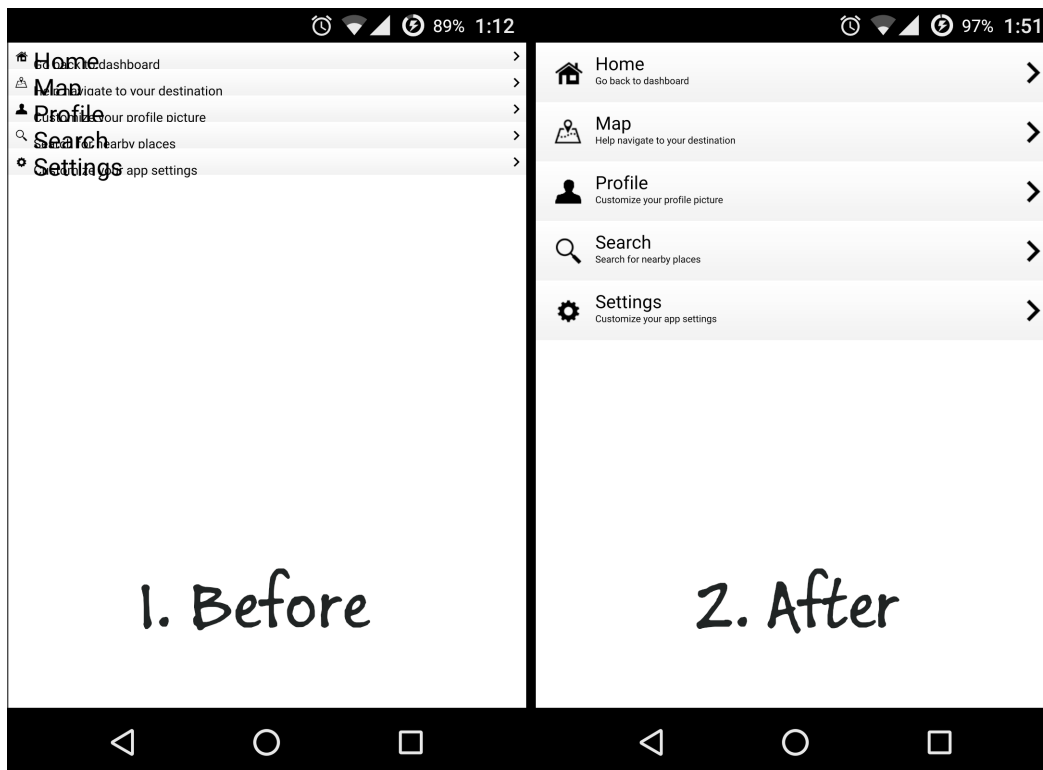 89% 1:12
Home
Go back to dashboard
Map
Help navigate to your destination
Profile
Customize your profile picture
Search
Search for nearby places
Settings
Customize your app settings
1. Before
97% 1:51
Home
Go back to dashboard
Map
Help navigate to your destination
Profile
Customize your profile picture
Search
Search for nearby places
Settings
Customize your app settings
2. After